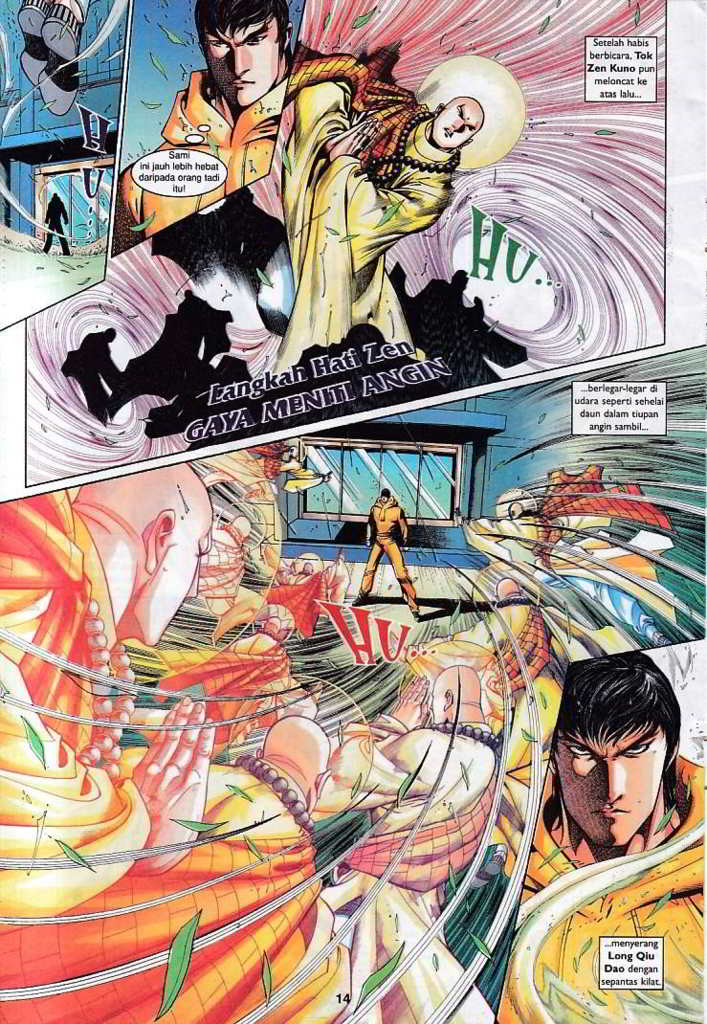 Setelah habis
berbicara, Tok
Zen Kuno pun
meloncat ke
atas lalu...
HU...
Sami
ini jauh lebih hebat
daripada orang tadi
itu!
HU...
Langkah Hati Zen
GAYA MENITI ANGIN
...berlegar-legar di
udara seperti sehelai
daun dalam tiupan
angin sambil...
HU...
...menyerang
Long Qiu
Dao dengan
sepantas kilat.
14